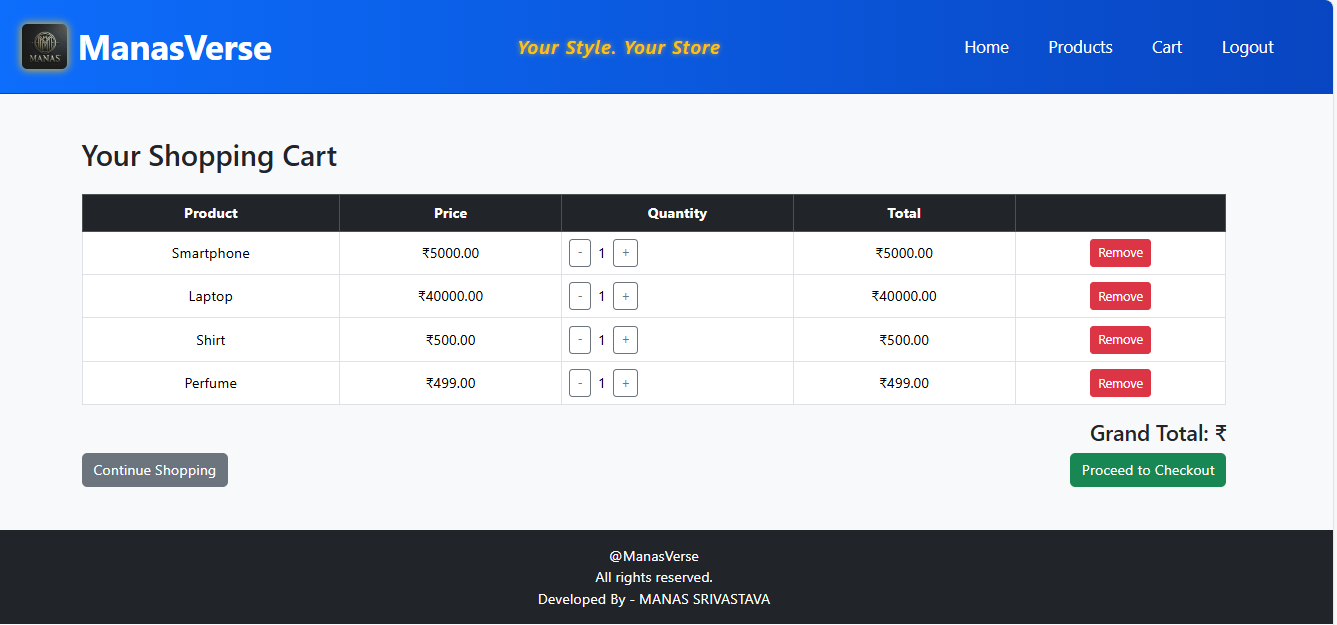 MANAS
ManasVerse
Your Style. Your Store
Home Products Cart Logout
Your Shopping Cart
Product Price Quantity Total
Smartphone ₹5000.00 - 1 + ₹5000.00 Remove
Laptop ₹40000.00 - 1 + ₹40000.00 Remove
Shirt ₹500.00 - 1 + ₹500.00 Remove
Perfume ₹499.00 - 1 + ₹499.00 Remove
Grand Total: ₹
Continue Shopping Proceed to Checkout
@ManasVerse
All rights reserved.
Developed By - MANAS SRIVASTAVA